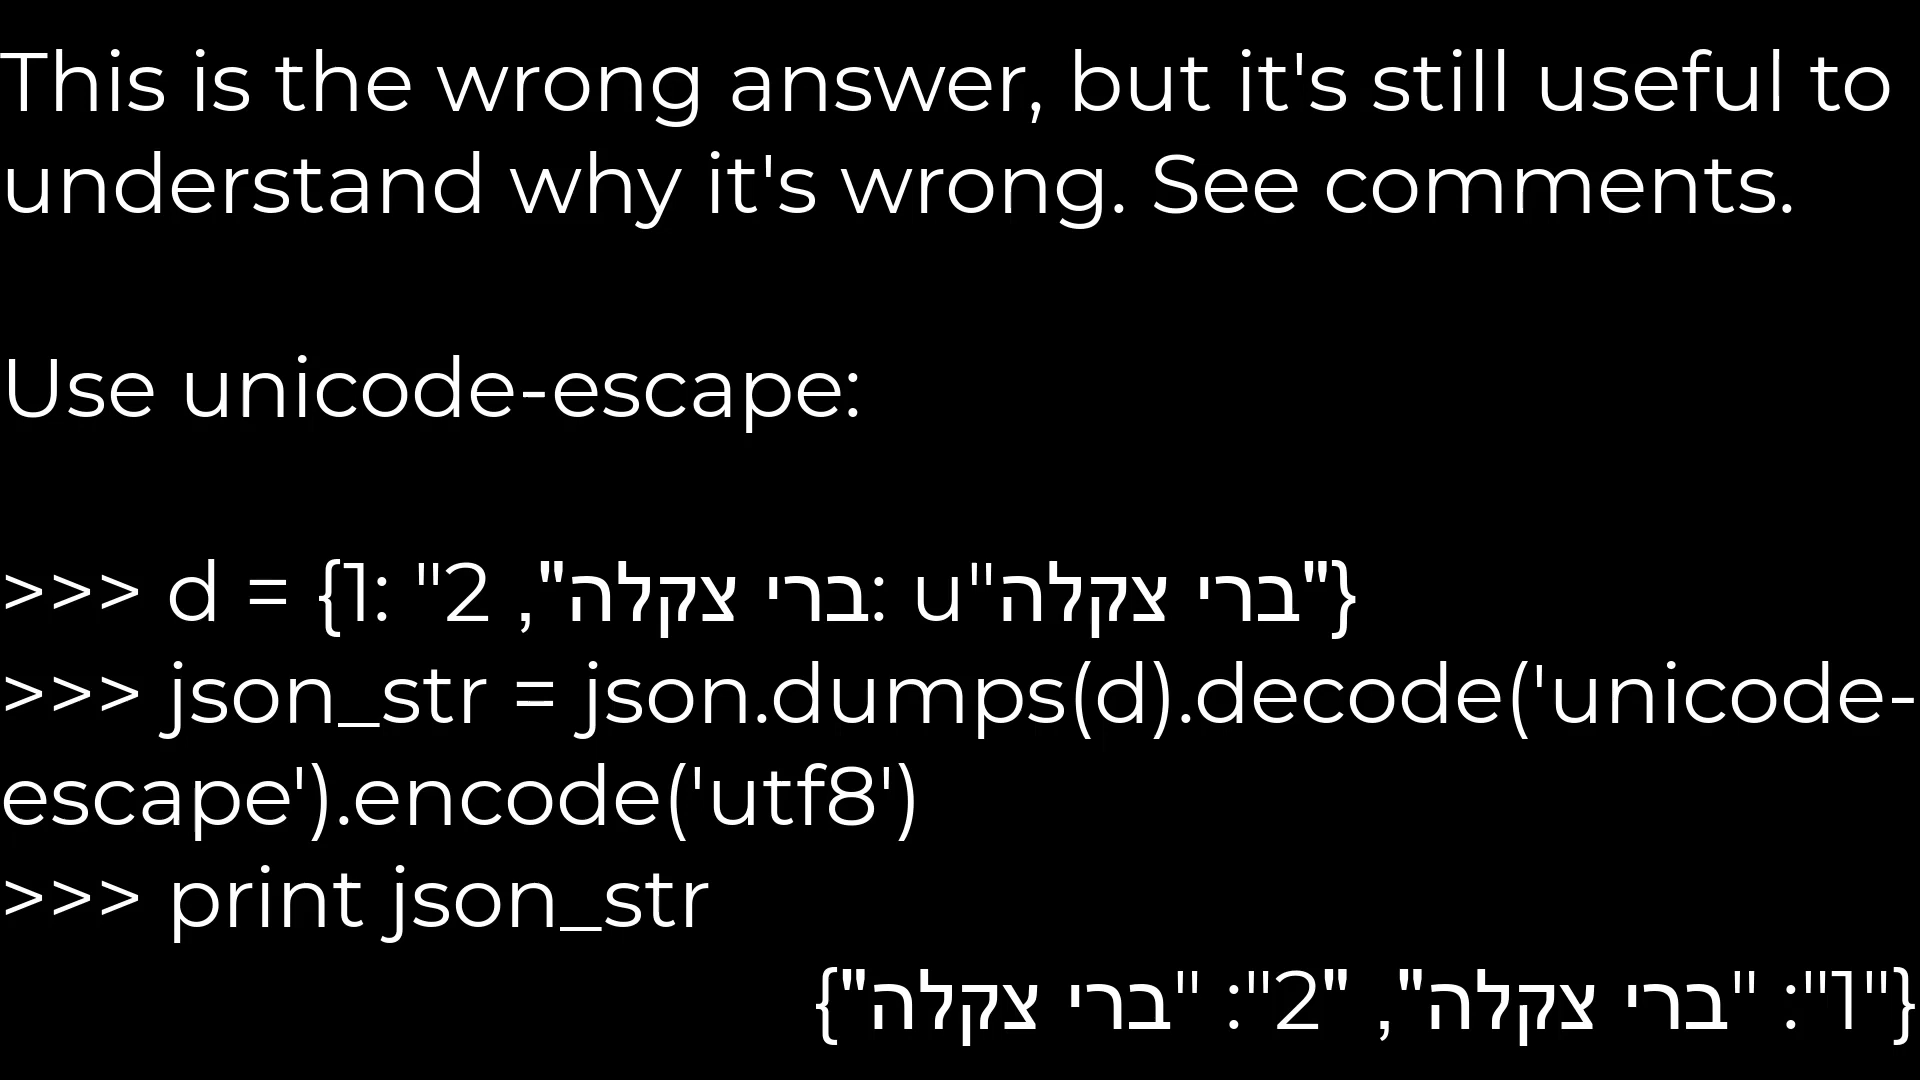 This is the wrong answer, but it's still useful to
understand why it's wrong. See comments.
Use unicode-escape:
>>> d = {1: "ברי צקלה", 2: u"ברי צקלה"}
>>> json_str = json.dumps(d).decode('unicode-
escape').encode('utf8')
>>> print json_str
{"1": "ברי צקלה", "2": "ברי צקלה"}